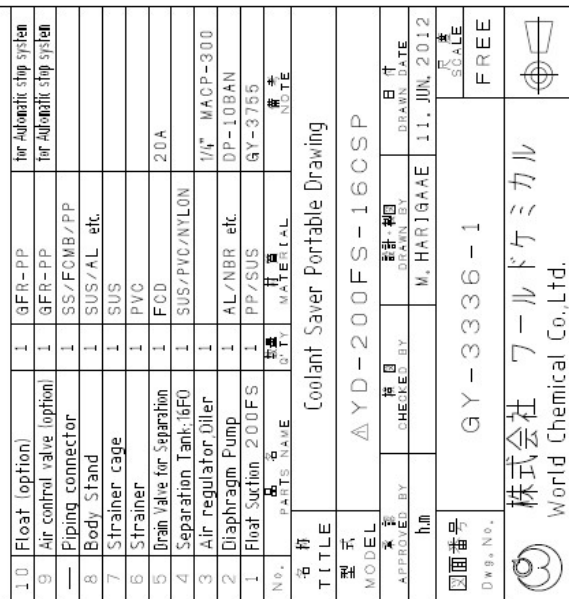 10 Float (option) 1 GFR-PP for Automatic stop system
9 Air control valve (option) 1 GFR-PP for Automatic stop system
— Piping connector 1 SS/FCMB/PP
8 Body Stand 1 SUS/AL etc.
7 Strainer cage 1 SUS
6 Strainer 1 PVC
5 Drain Valve for Separation 1 FCD 20A
4 Separation Tank;16FO 1 SUS/PVC/NYLON
3 Air regulator,Oiler 1 1/4" MACP-300
2 Diaphragm Pump 1 AL/NBR etc. DP-10BAN
1 Float Suction 200FS 1 PP/SUS GY-3755
品 名 数量 材 質 備 考
No. PARTS NAME Q'TY MATERIAL NOTE
名 称
TITLE
Coolant Saver Portable Drawing
型 式
MODEL
△YD-200FS-16CSP
承 認 検 図 設計・製図 日 付
APPROVED BY CHECKED BY DRAWN BY DRAWN DATE
h.m M. HARIGAAE 11. JUN, 2012
図面番号
Dwg. No.
GY-3336-1
尺 度
SCALE
FREE
株式会社 ワールドケミカル
World Chemical Co.,Ltd.